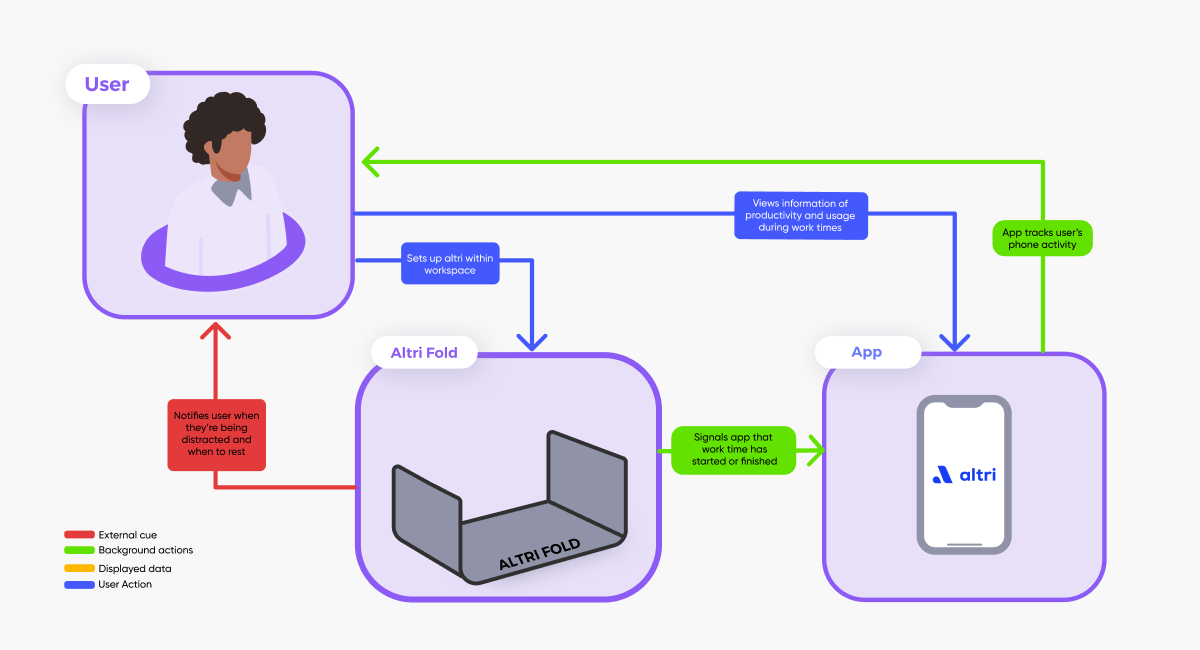 User
Views information of
productivity and usage
during work times
App tracks user's
phone activity
Sets up altri within
workspace
Altri Fold
App
Notifies user when
they're being
distracted and
when to rest
Signals app that
work time has
started or finished
altri
ALTRI FOLD
External cue
Background actions
Displayed data
User Action